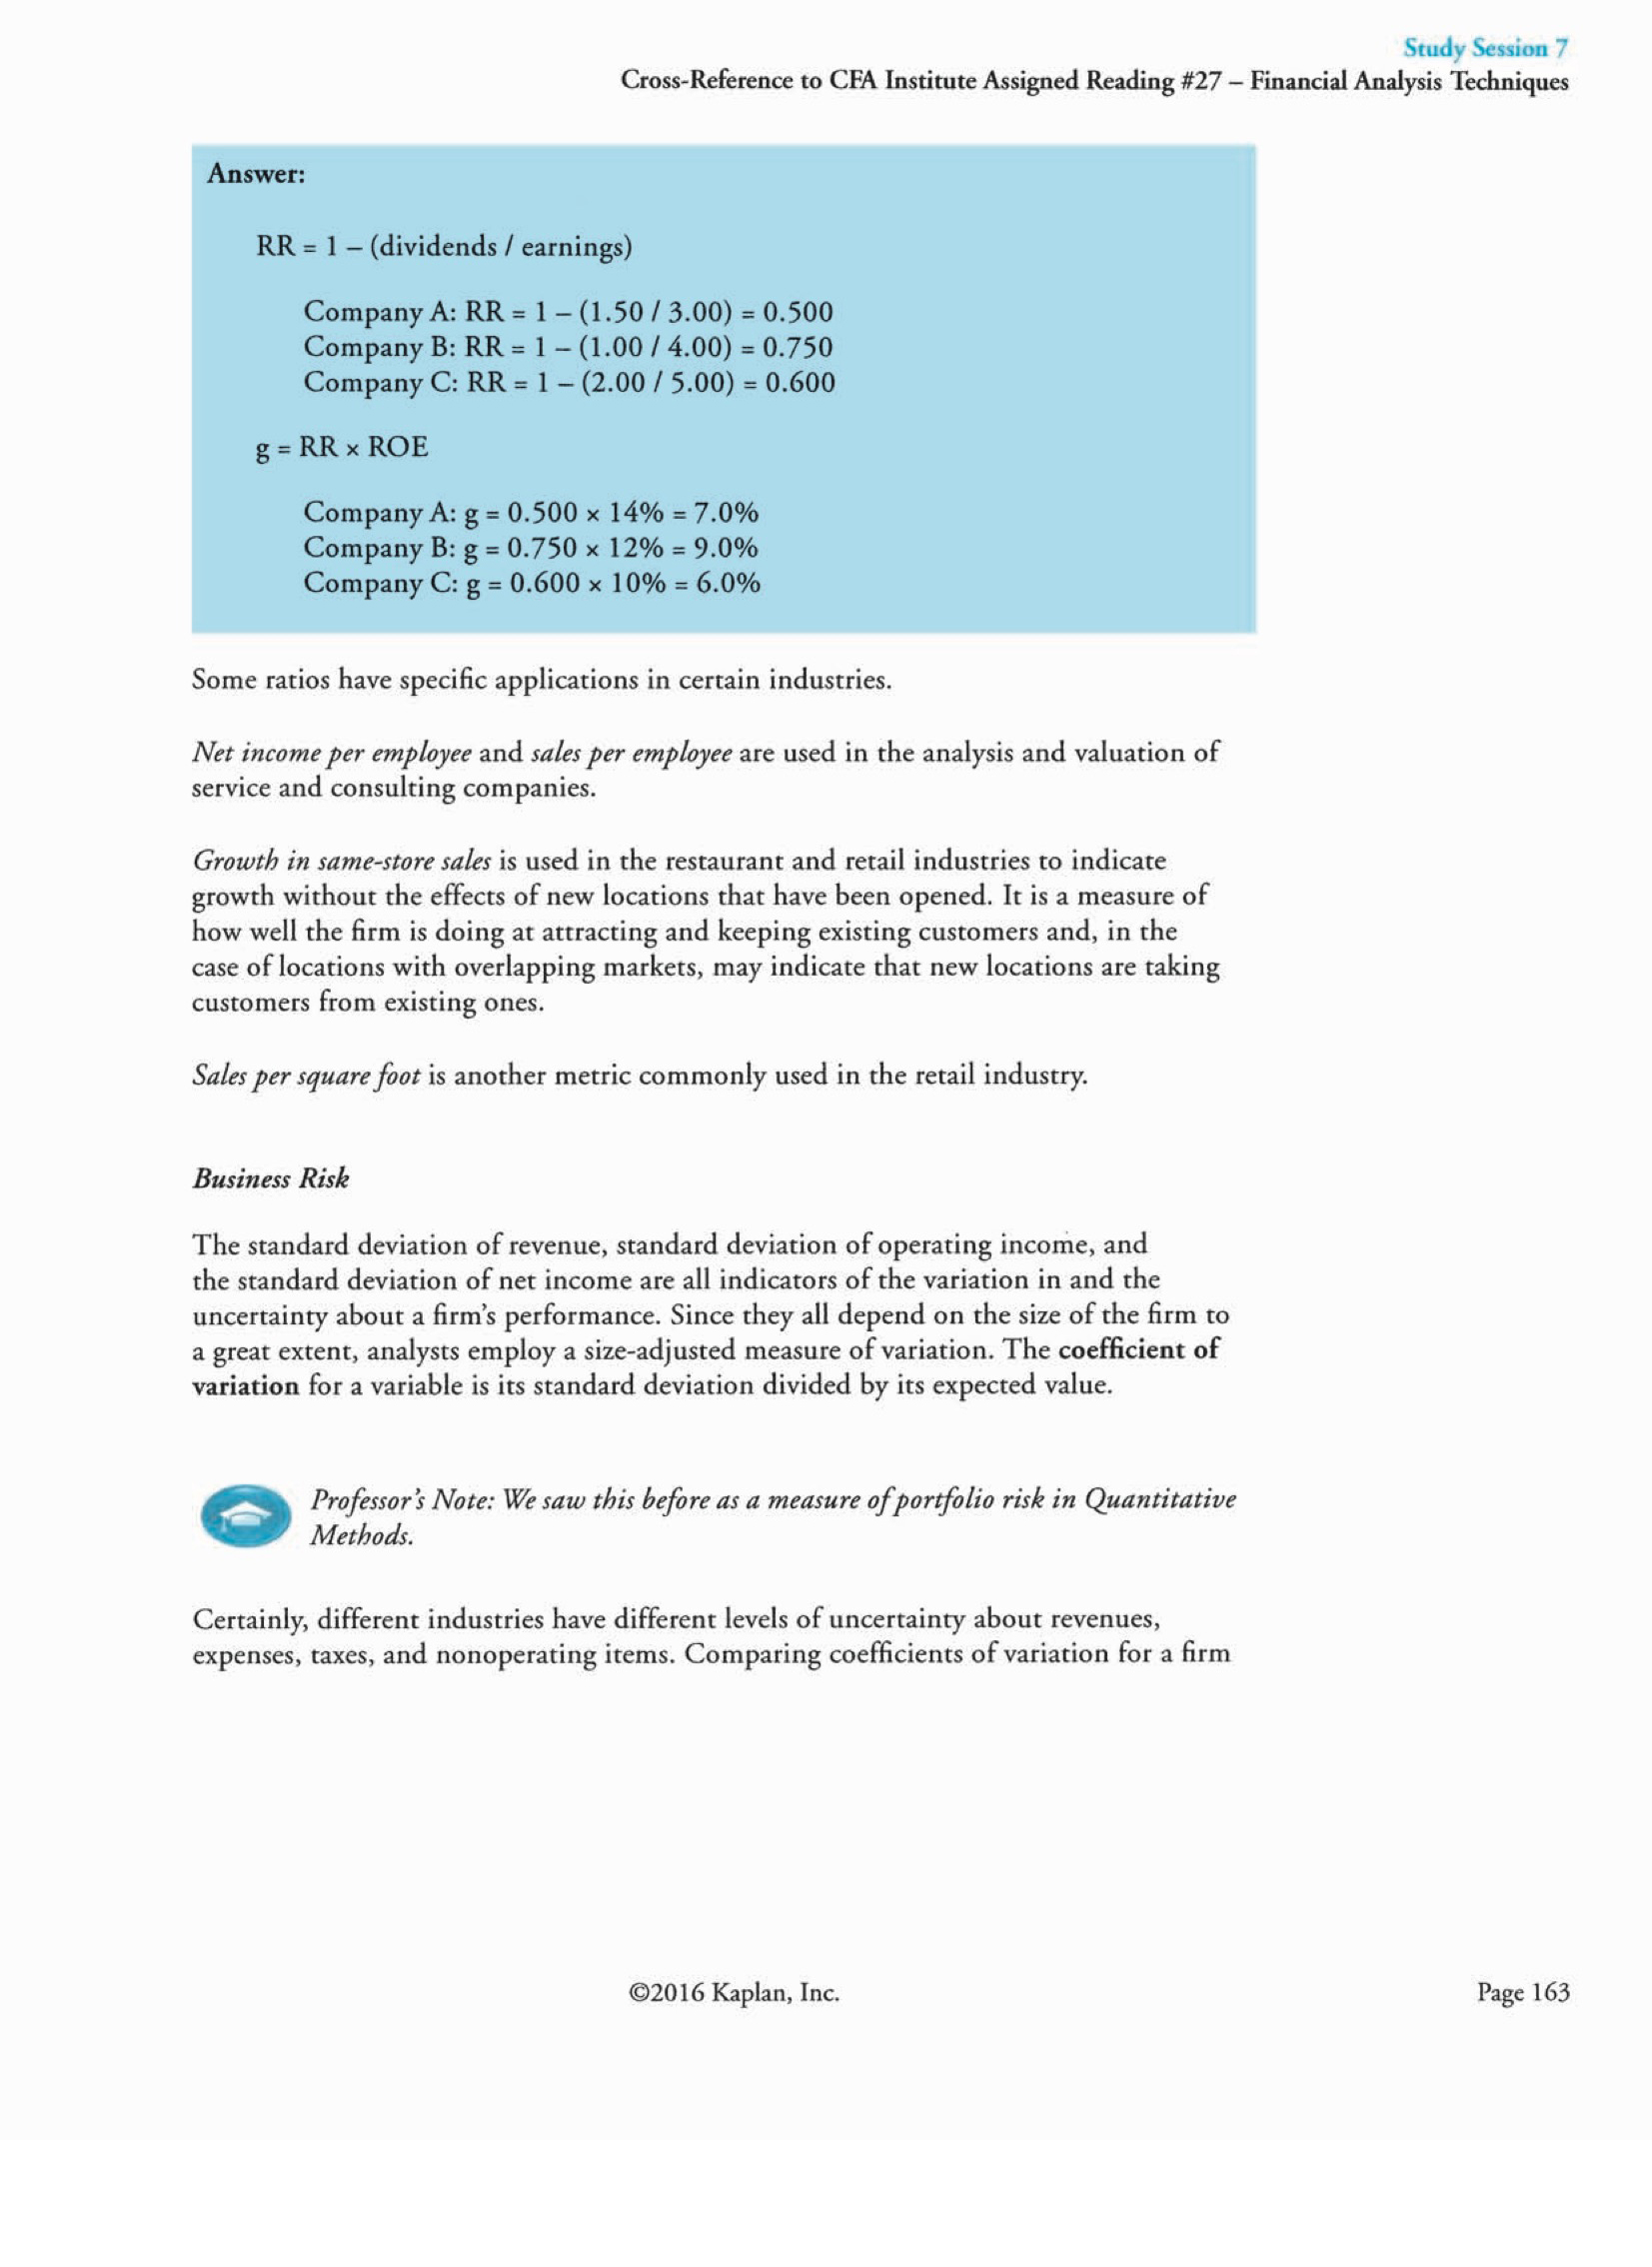 Study Session 7
Cross-Reference to CFA Institute Assigned Reading #27 – Financial Analysis Techniques
Answer:
RR = 1 – (dividends / earnings)
Company A: RR = 1 – (1.50 / 3.00) = 0.500
Company B: RR = 1 – (1.00 / 4.00) = 0.750
Company C: RR = 1 – (2.00 / 5.00) = 0.600
g = RR × ROE
Company A: g = 0.500 × 14% = 7.0%
Company B: g = 0.750 × 12% = 9.0%
Company C: g = 0.600 × 10% = 6.0%
Some ratios have specific applications in certain industries.
Net income per employee and sales per employee are used in the analysis and valuation of
service and consulting companies.
Growth in same-store sales is used in the restaurant and retail industries to indicate
growth without the effects of new locations that have been opened. It is a measure of
how well the firm is doing at attracting and keeping existing customers and, in the
case of locations with overlapping markets, may indicate that new locations are taking
customers from existing ones.
Sales per square foot is another metric commonly used in the retail industry.
Business Risk
The standard deviation of revenue, standard deviation of operating income, and
the standard deviation of net income are all indicators of the variation in and the
uncertainty about a firm's performance. Since they all depend on the size of the firm to
a great extent, analysts employ a size-adjusted measure of variation. The coefficient of
variation for a variable is its standard deviation divided by its expected value.
Professor's Note: We saw this before as a measure of portfolio risk in Quantitative
Methods.
Certainly, different industries have different levels of uncertainty about revenues,
expenses, taxes, and nonoperating items. Comparing coefficients of variation for a firm
©2016 Kaplan, Inc.
Page 163